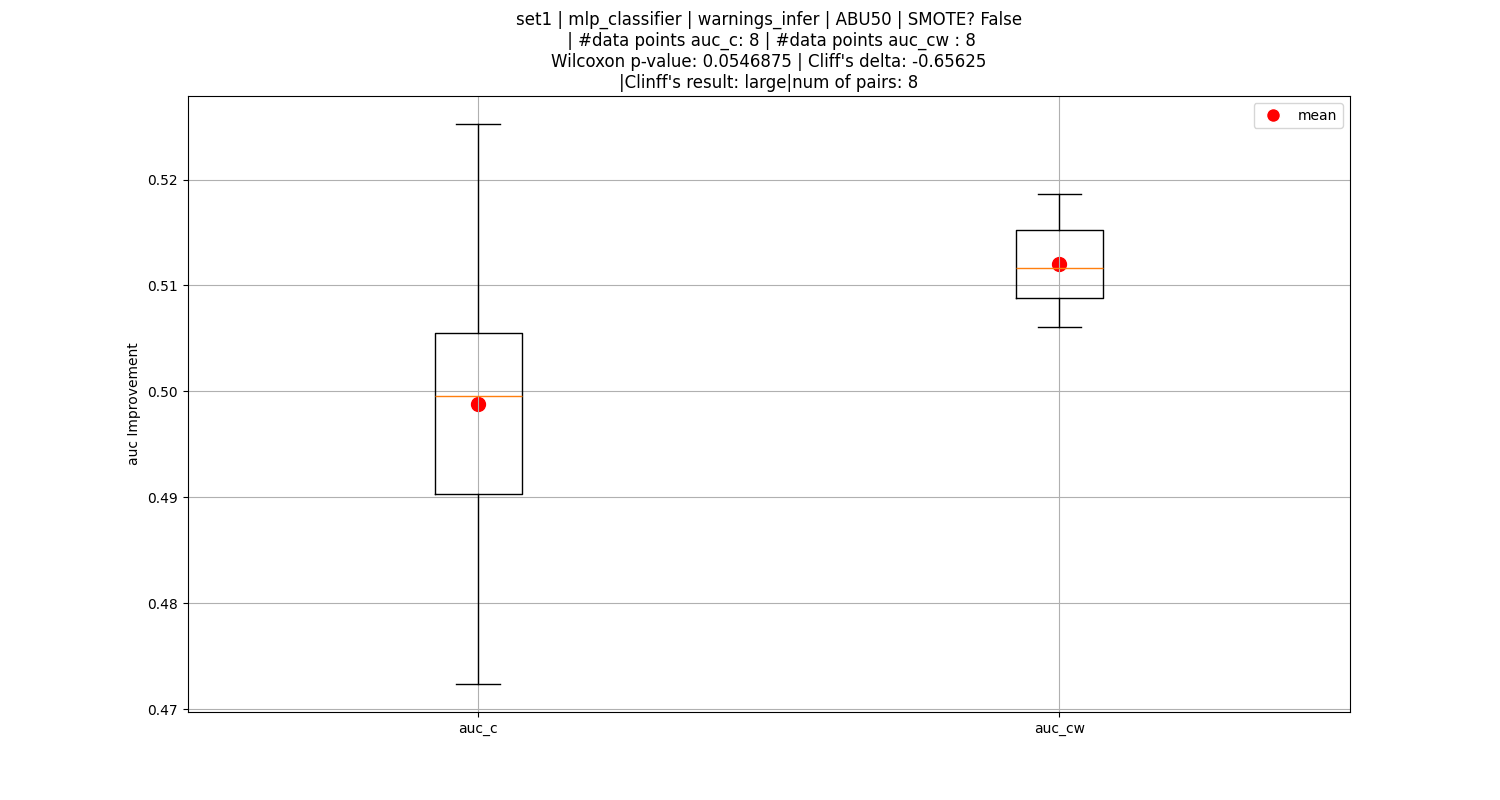 set1 | mlp_classifier | warnings_infer | ABU50 | SMOTE? False
| #data points auc_c: 8 | #data points auc_cw : 8
Wilcoxon p-value: 0.0546875 | Cliff's delta: -0.65625
|Clinff's result: large|num of pairs: 8
mean
0.52
0.51
0.50
0.49
0.48
0.47
auc Improvement
auc_c
auc_cw